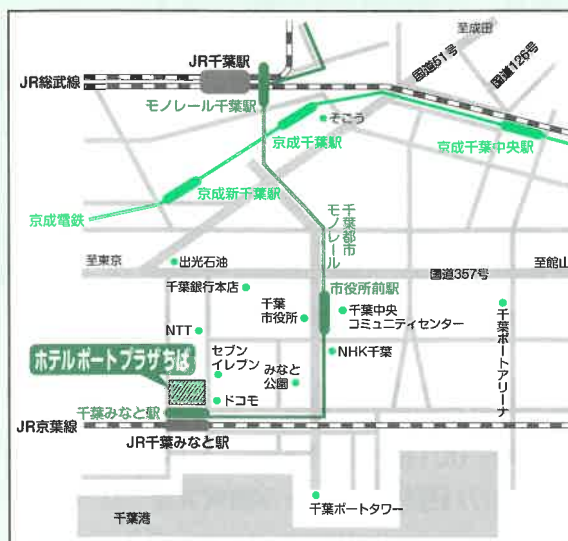 至成田
国道51号
国道126号
JR千葉駅
JR総武線
モノレール千葉駅
そごう
京成千葉駅
京成千葉中央駅
京成新千葉駅
京成電鉄
千葉都市
モノレール
至東京
出光石油
至館山
国道357号
千葉銀行本店
市役所前駅
千葉
市役所
千葉中央
コミュニティセンター
千葉ポートアリーナ
NTT
セブン
イレブン
みなと
公園
NHK千葉
ホテルポートプラザちば
ドコモ
千葉みなと駅
JR京葉線
JR千葉みなと駅
千葉ポートタワー
千葉港